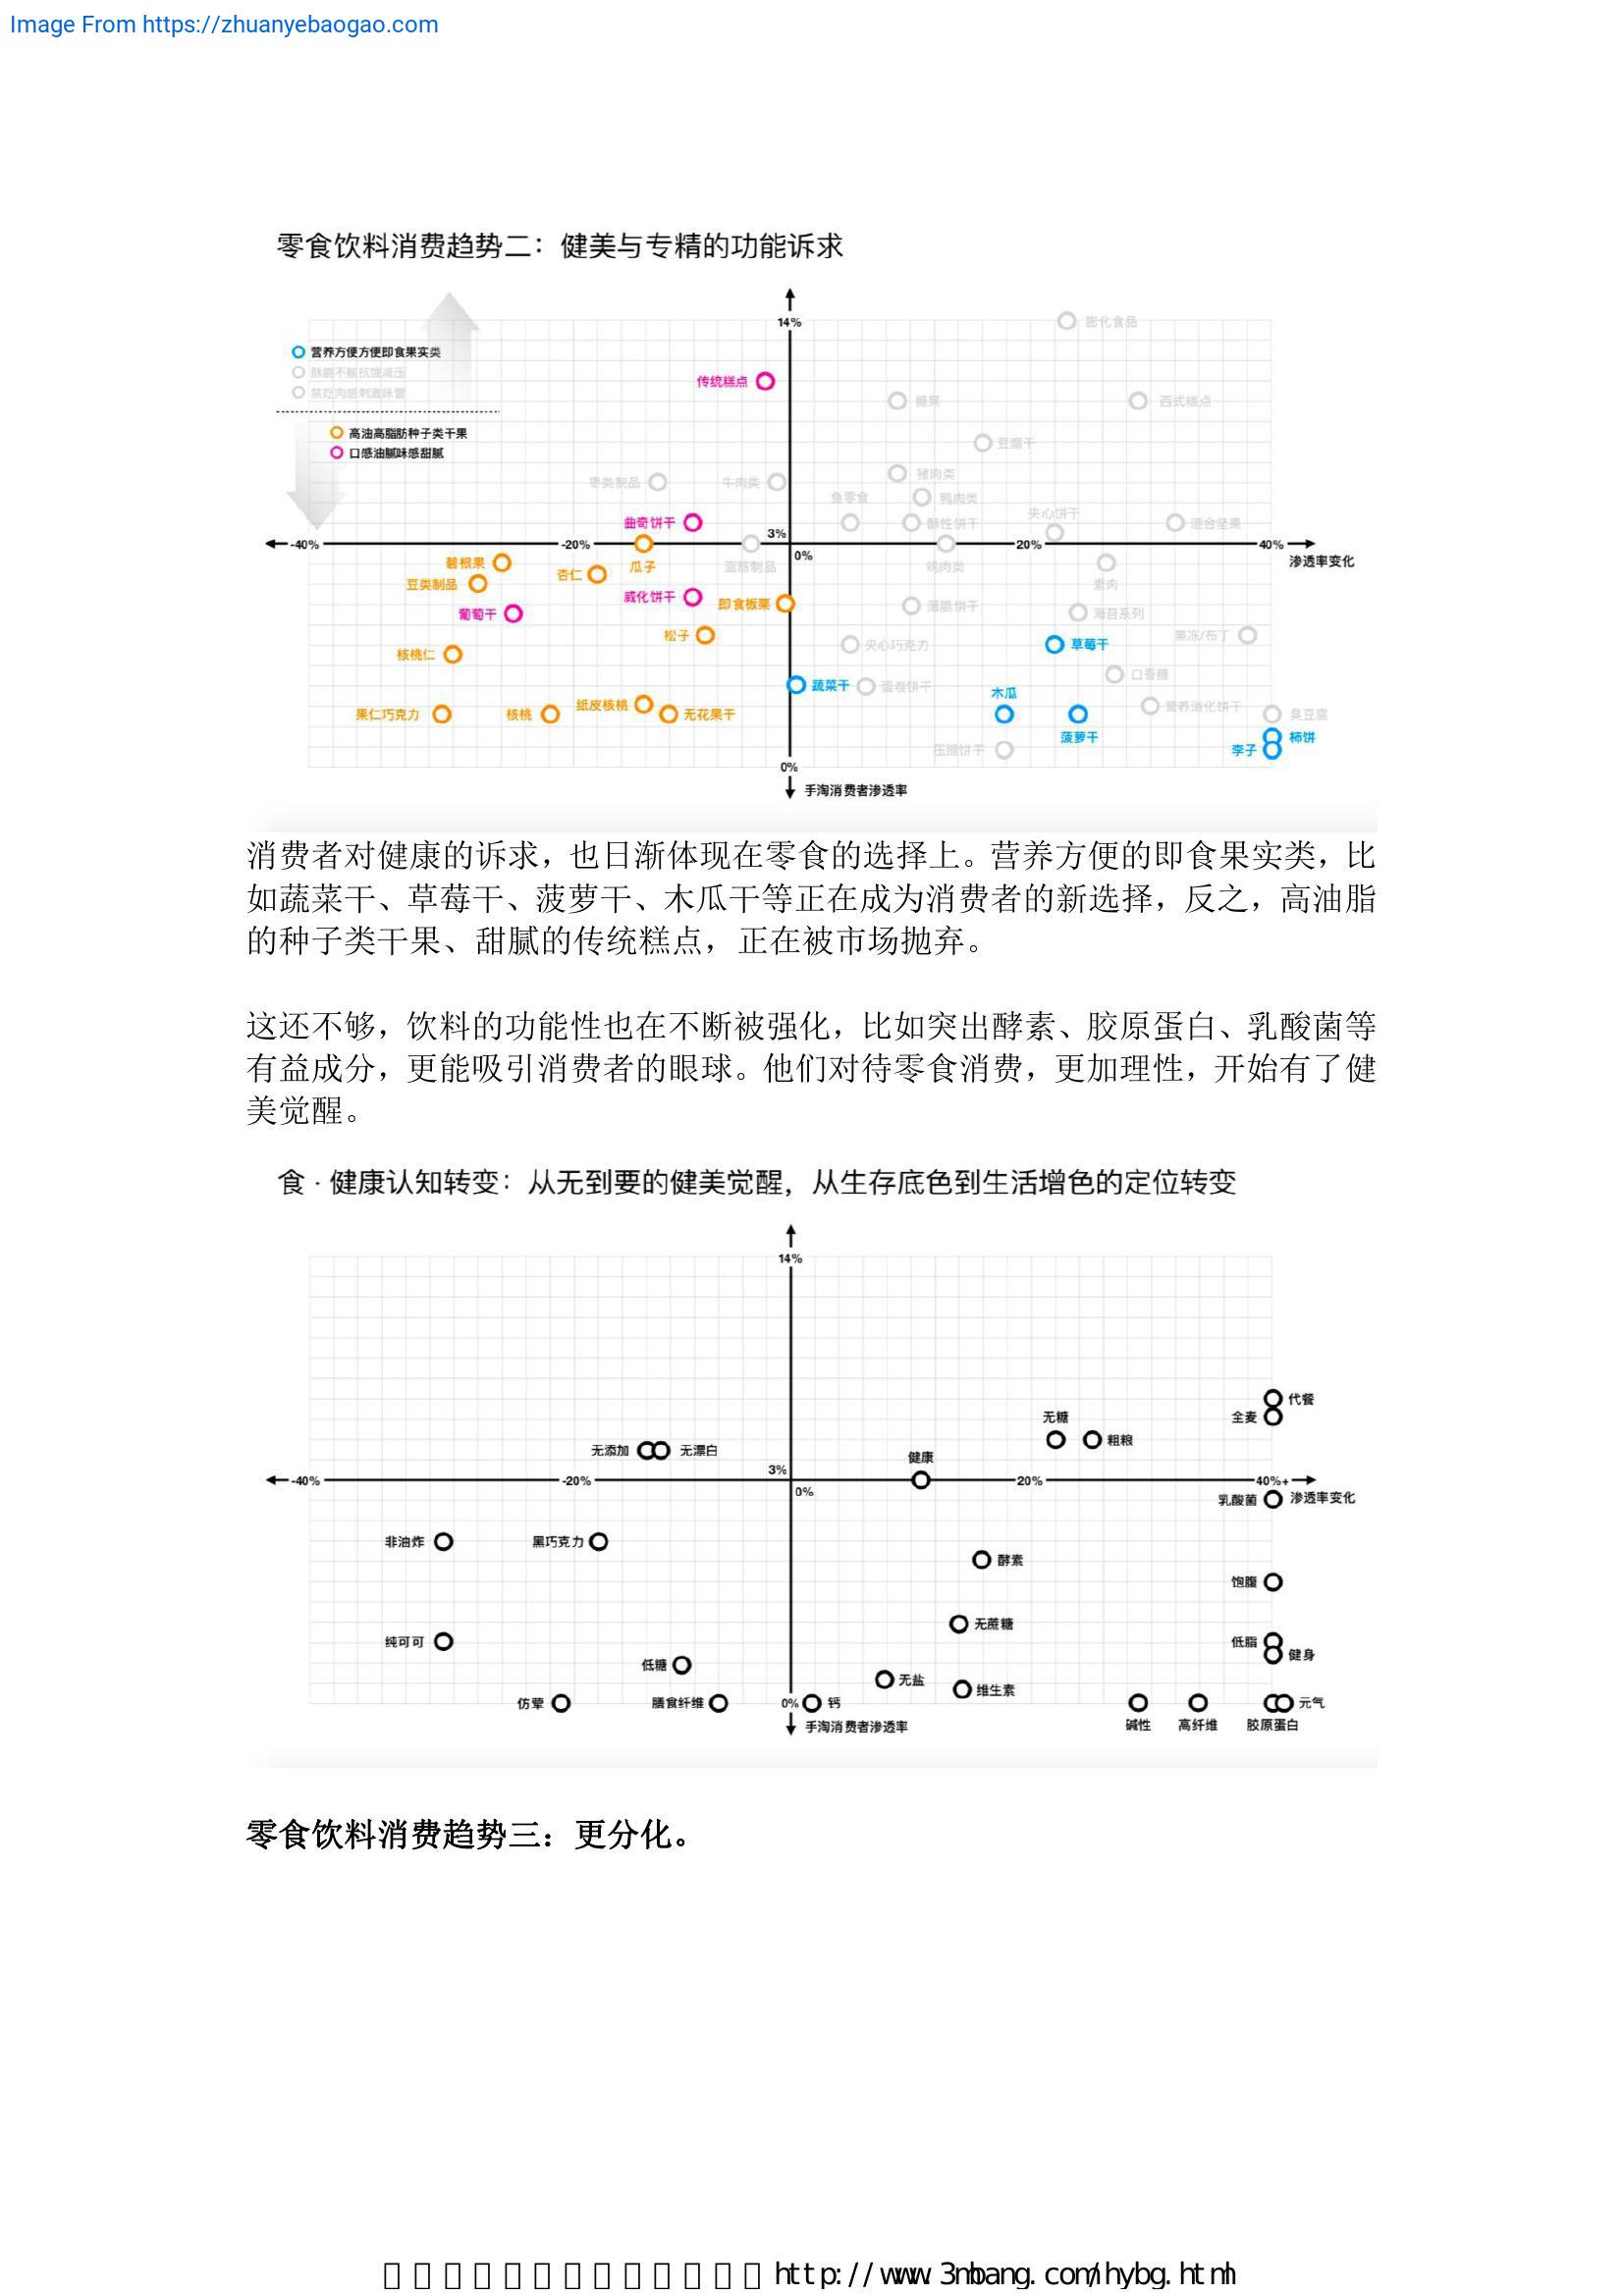 Image From https://zhuanyebaogao.com
零食饮料消费趋势二：健美与专精的功能诉求
14%
膨化食品
营养方便方便即食果实类
酥脆不腻抗饿减压
禁吃肉感刺激味蕾
传统糕点
糖果
西式糕点
高油高脂肪种子类干果
口感油腻味感甜腻
豆腐干
枣类制品
牛肉类
猪肉类
鱼零食
鸭肉类
夹心饼干
曲奇饼干
酥性饼干
混合坚果
3%
-40%
-20%
0%
20%
40%
渗透率变化
碧根果
杏仁
瓜子
面筋制品
鸡肉类
素肉
豆类制品
葡萄干
威化饼干
即食板栗
薄脆饼干
海苔系列
松子
夹心巧克力
草莓干
果冻/布丁
核桃仁
口香糖
蔬菜干
蛋卷饼干
木瓜
果仁巧克力
核桃
纸皮核桃
无花果干
营养消化饼干
臭豆腐
菠萝干
柿饼
压缩饼干
李子
0%
手淘消费者渗透率
消费者对健康的诉求，也日渐体现在零食的选择上。营养方便的即食果实类，比
如蔬菜干、草莓干、菠萝干、木瓜干等正在成为消费者的新选择，反之，高油脂
的种子类干果、甜腻的传统糕点，正在被市场抛弃。
这还不够，饮料的功能性也在不断被强化，比如突出酵素、胶原蛋白、乳酸菌等
有益成分，更能吸引消费者的眼球。他们对待零食消费，更加理性，开始有了健
美觉醒。
食 · 健康认知转变：从无到要的健美觉醒，从生存底色到生活增色的定位转变
14%
代餐
全麦
无糖
粗粮
无添加
无漂白
健康
3%
-40%
-20%
0%
20%
40%+
乳酸菌
渗透率变化
非油炸
黑巧克力
酵素
饱腹
无蔗糖
纯可可
低脂
健身
低糖
无盐
维生素
仿荤
膳食纤维
0%
钙
碱性
高纤维
胶原蛋白
元气
手淘消费者渗透率
零食饮料消费趋势三：更分化。
http://www.3mbang.com/hybg.html